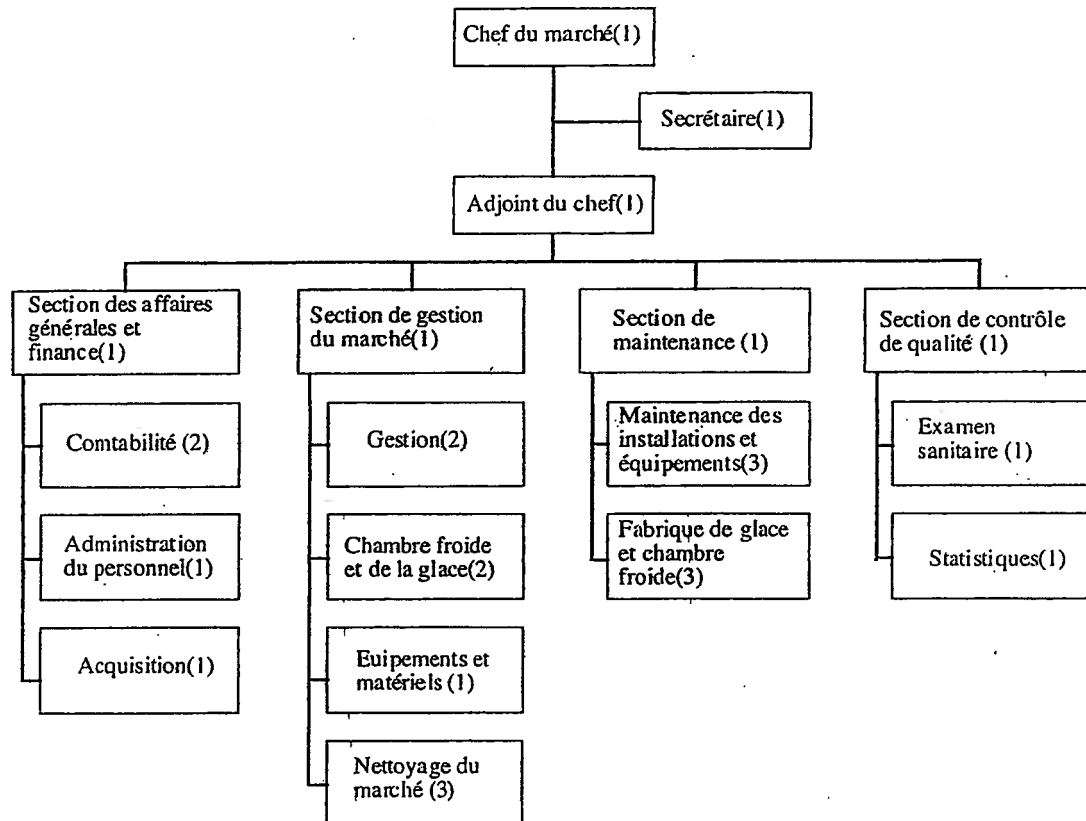 Chef du marché(1)
Secrétaire(1)
Adjoint du chef(1)
Section des affaires
générales et
finance(1)
Comtabilité (2)
Administration
du personnel(1)
Acquisition(1)
Section de gestion
du marché(1)
Gestion(2)
Chambre froide
et de la glace(2)
Euipements et
matériels (1)
Nettoyage du
marché (3)
Section de
maintenance (1)
Maintenance des
installations et
équipements(3)
Fabrique de glace
et chambre
froide(3)
Section de contrôle
de qualité (1)
Examen
sanitaire (1)
Statistiques(1)